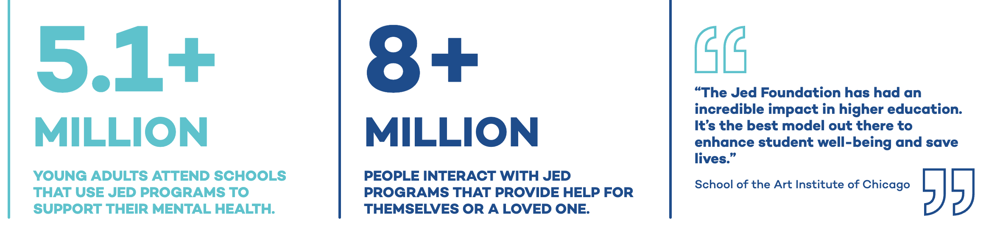 5.1+
MILLION
YOUNG ADULTS ATTEND SCHOOLS
THAT USE JED PROGRAMS TO
SUPPORT THEIR MENTAL HEALTH.
8+
MILLION
PEOPLE INTERACT WITH JED
PROGRAMS THAT PROVIDE HELP FOR
THEMSELVES OR A LOVED ONE.
“The Jed Foundation has had an
incredible impact in higher education.
It’s the best model out there to
enhance student well-being and save
lives.”
School of the Art Institute of Chicago